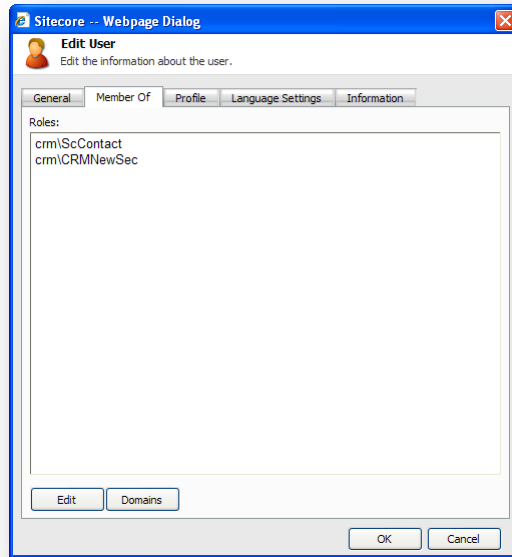 Sitecore -- Webpage Dialog
Edit User
Edit the information about the user.
General Member Of Profile Language Settings Information
Roles:
crm\ScContact
crm\CRMNewSec
Edit Domains
OK Cancel